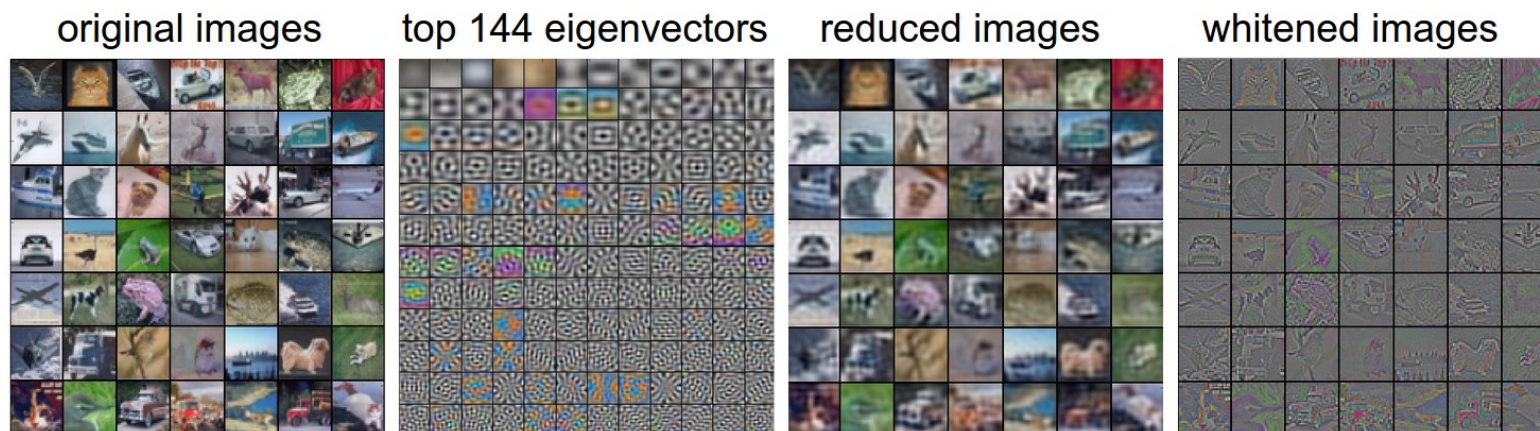 original images
top 144 eigenvectors
reduced images
whitened images